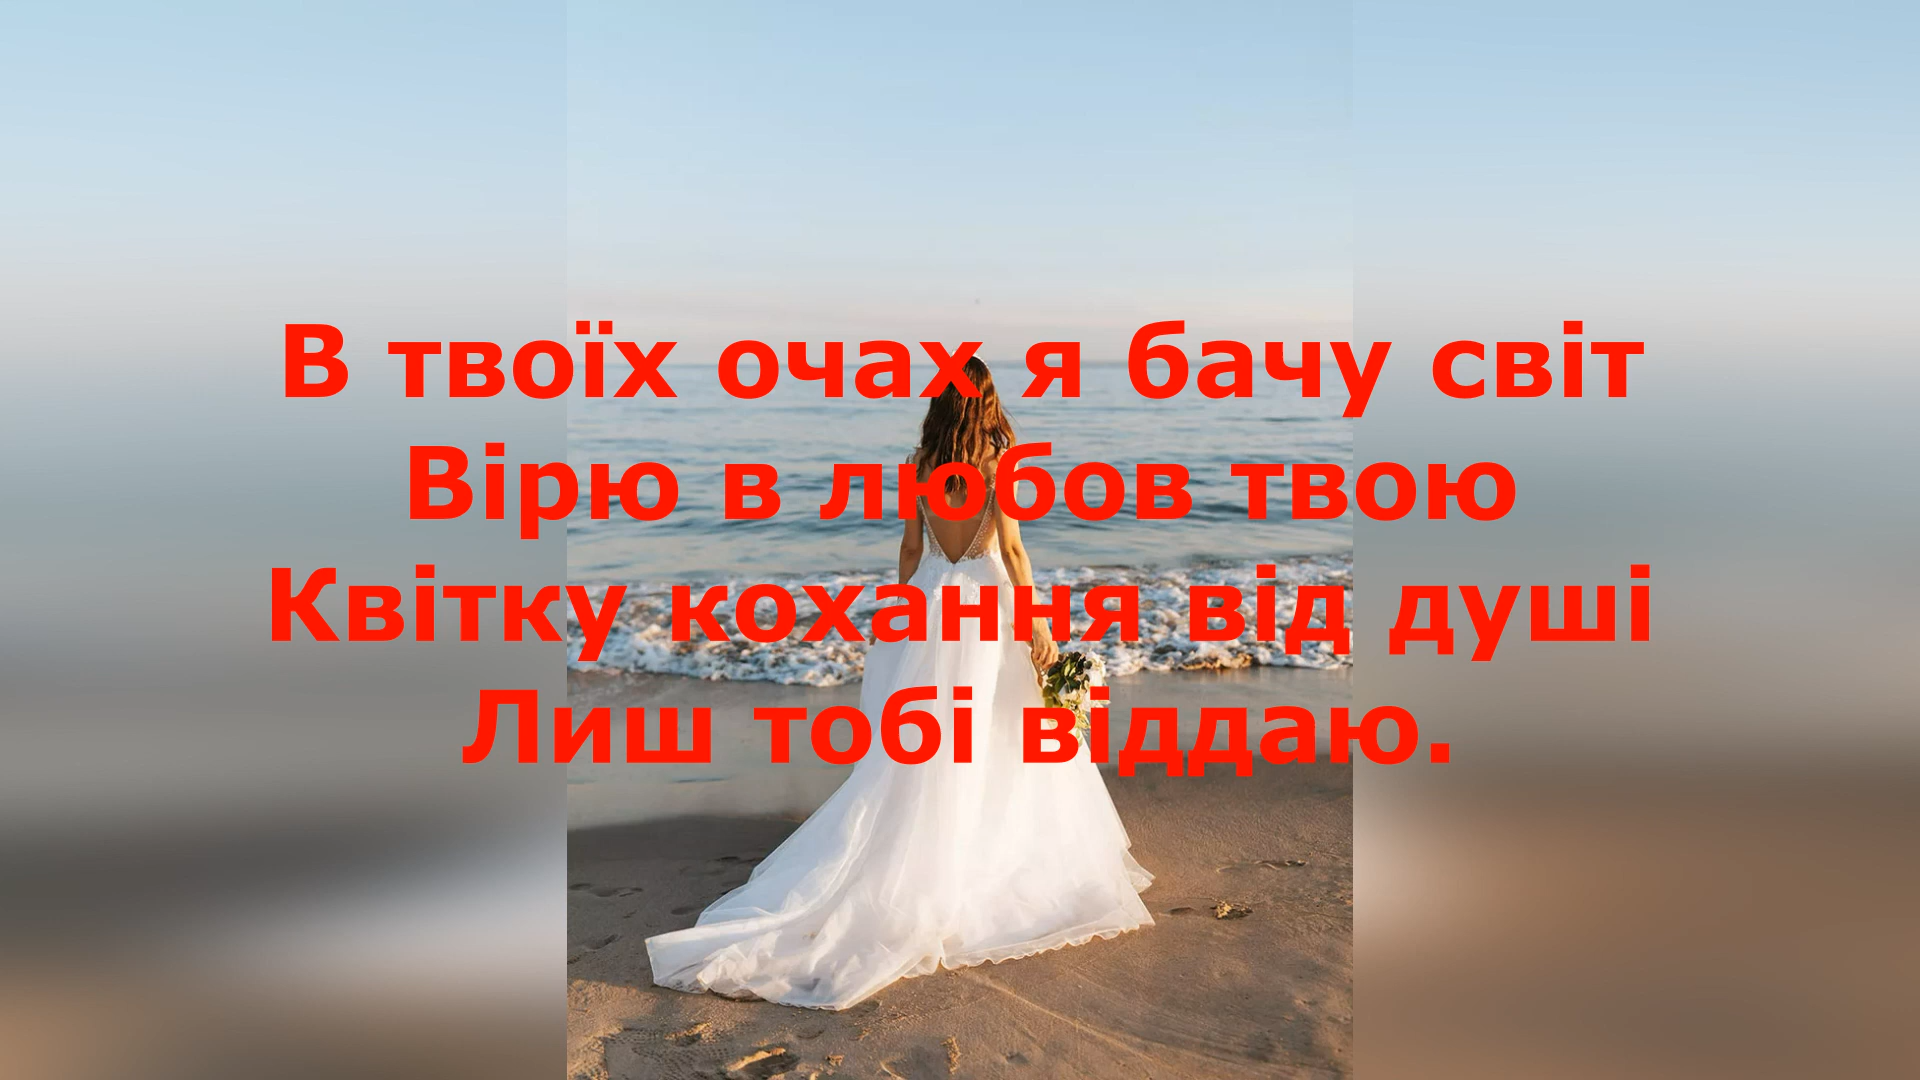 В твоїх очах я бачу світ
Вірю в любов твою
Квітку кохання від душі
Лиш тобі віддаю.